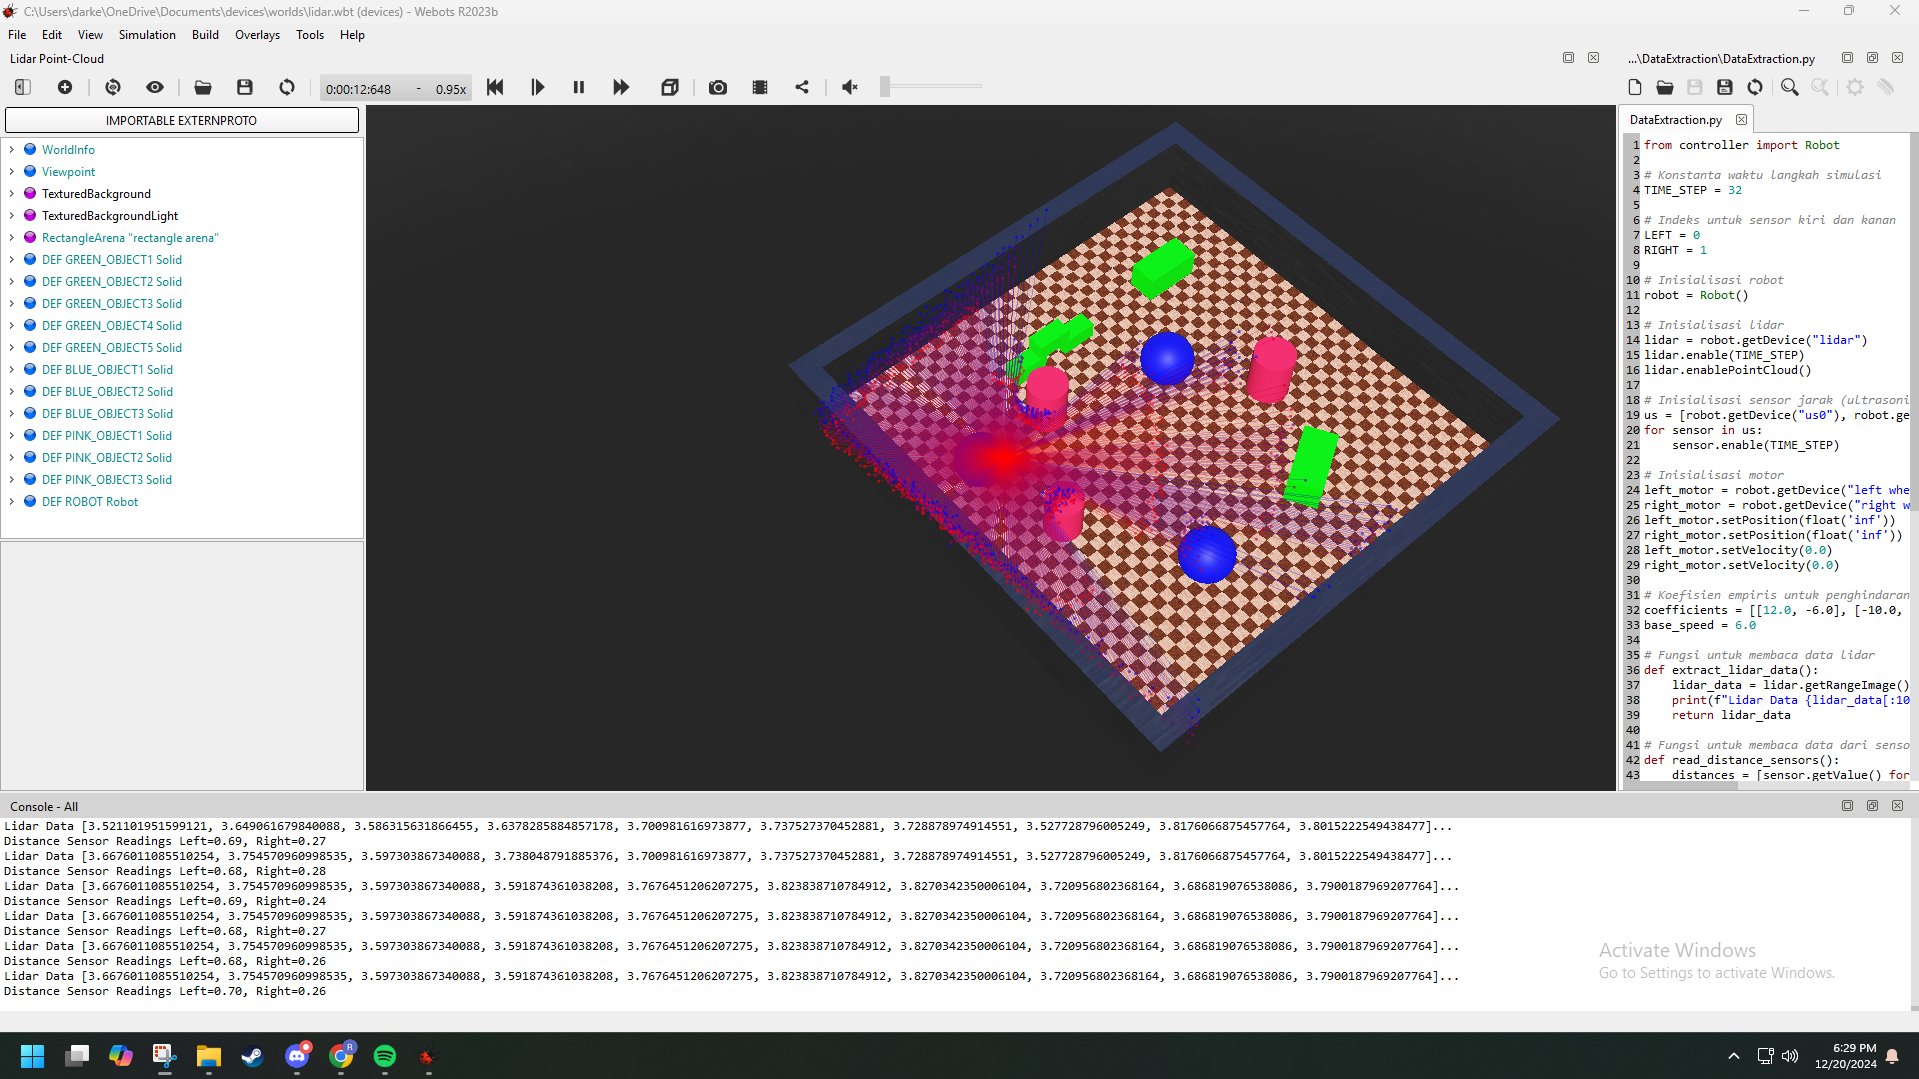 C:\Users\darke\OneDrive\Documents\devices\worlds\lidar.wbt (devices) - Webots R2023b
File Edit View Simulation Build Overlays Tools Help
Lidar Point-Cloud
0:00:12:648 - 0.95x
IMPORTABLE EXTERNPROTO
WorldInfo
Viewpoint
TexturedBackground
TexturedBackgroundLight
RectangleArena "rectangle arena"
DEF GREEN_OBJECT1 Solid
DEF GREEN_OBJECT2 Solid
DEF GREEN_OBJECT3 Solid
DEF GREEN_OBJECT4 Solid
DEF GREEN_OBJECT5 Solid
DEF BLUE_OBJECT1 Solid
DEF BLUE_OBJECT2 Solid
DEF BLUE_OBJECT3 Solid
DEF PINK_OBJECT1 Solid
DEF PINK_OBJECT2 Solid
DEF PINK_OBJECT3 Solid
DEF ROBOT Robot
...\DataExtraction\DataExtraction.py
DataExtraction.py
1 from controller import Robot
2
3 # Konstanta waktu langkah simulasi
4 TIME_STEP = 32
5
6 # Indeks untuk sensor kiri dan kanan
7 LEFT = 0
8 RIGHT = 1
9
10 # Inisialisasi robot
11 robot = Robot()
12
13 # Inisialisasi lidar
14 lidar = robot.getDevice("lidar")
15 lidar.enable(TIME_STEP)
16 lidar.enablePointCloud()
17
18 # Inisialisasi sensor jarak (ultrasoni
19 us = [robot.getDevice("us0"), robot.ge
20 for sensor in us:
21 sensor.enable(TIME_STEP)
22
23 # Inisialisasi motor
24 left_motor = robot.getDevice("left whe
25 right_motor = robot.getDevice("right w
26 left_motor.setPosition(float('inf'))
27 right_motor.setPosition(float('inf'))
28 left_motor.setVelocity(0.0)
29 right_motor.setVelocity(0.0)
30
31 # Koefisien empiris untuk penghindaran
32 coefficients = [[12.0, -6.0], [-10.0,
33 base_speed = 6.0
34
35 # Fungsi untuk membaca data lidar
36 def extract_lidar_data():
37 lidar_data = lidar.getRangeImage()
38 print(f"Lidar Data {lidar_data[:10
39 return lidar_data
40
41 # Fungsi untuk membaca data dari senso
42 def read_distance_sensors():
43 distances = [sensor.getValue() for
Console - All
Lidar Data [3.521101951599121, 3.649061679840088, 3.586315631866455, 3.6378285884857178, 3.700981616973877, 3.737527370452881, 3.728878974914551, 3.527728796005249, 3.8176066875457764, 3.8015222549438477]...
Distance Sensor Readings Left=0.69, Right=0.27
Lidar Data [3.6676011085510254, 3.754570960998535, 3.597303867340088, 3.738048791885376, 3.700981616973877, 3.737527370452881, 3.728878974914551, 3.527728796005249, 3.8176066875457764, 3.8015222549438477]...
Distance Sensor Readings Left=0.68, Right=0.28
Lidar Data [3.6676011085510254, 3.754570960998535, 3.597303867340088, 3.591874361038208, 3.7676451206207275, 3.823838710784912, 3.8270342350006104, 3.720956802368164, 3.686819076538086, 3.7900187969207764]...
Distance Sensor Readings Left=0.69, Right=0.24
Lidar Data [3.6676011085510254, 3.754570960998535, 3.597303867340088, 3.591874361038208, 3.7676451206207275, 3.823838710784912, 3.8270342350006104, 3.720956802368164, 3.686819076538086, 3.7900187969207764]...
Distance Sensor Readings Left=0.68, Right=0.27
Lidar Data [3.6676011085510254, 3.754570960998535, 3.597303867340088, 3.591874361038208, 3.7676451206207275, 3.823838710784912, 3.8270342350006104, 3.720956802368164, 3.686819076538086, 3.7900187969207764]...
Distance Sensor Readings Left=0.68, Right=0.26
Lidar Data [3.6676011085510254, 3.754570960998535, 3.597303867340088, 3.591874361038208, 3.7676451206207275, 3.823838710784912, 3.8270342350006104, 3.720956802368164, 3.686819076538086, 3.7900187969207764]...
Distance Sensor Readings Left=0.70, Right=0.26
Activate Windows
Go to Settings to activate Windows.
R
6:29 PM
12/20/2024